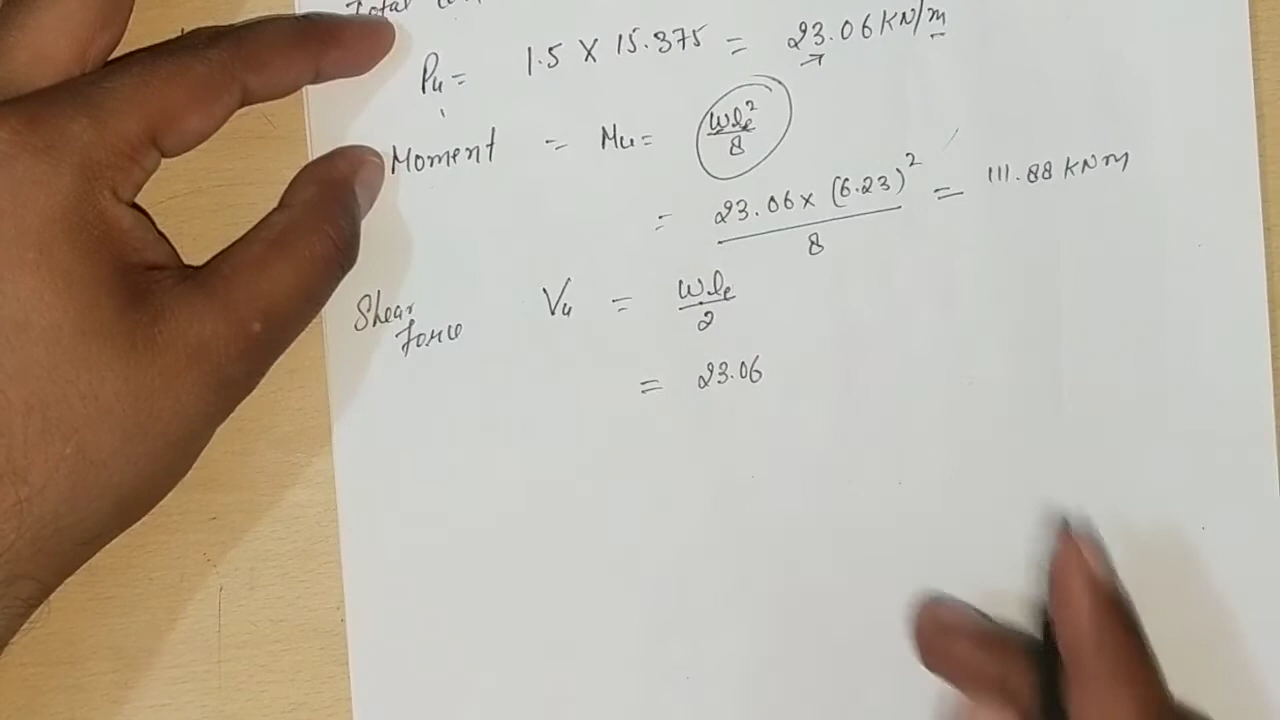 Total
Pu = 1.5 × 15.375 = 23.06 KN/m
Moment = Mu = wle²/8
= 23.06 × (6.23)²/8 = 111.88 KNm
Shear Force Vu = wle/2
= 23.06